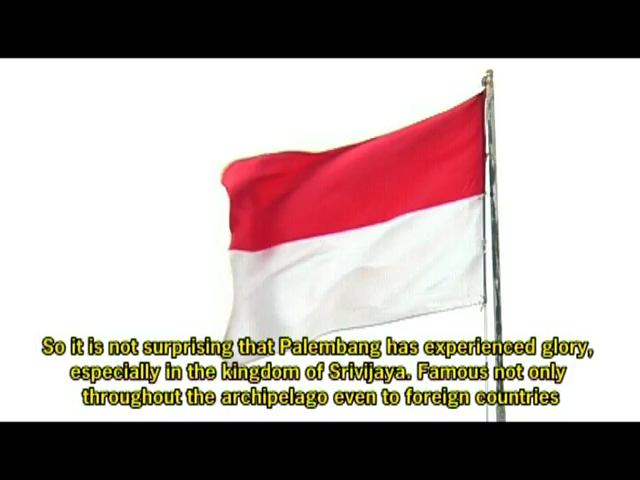 So it is not surprising that Palembang has experienced glory,
especially in the kingdom of Srivijaya. Famous not only
throughout the archipelago even to foreign countries